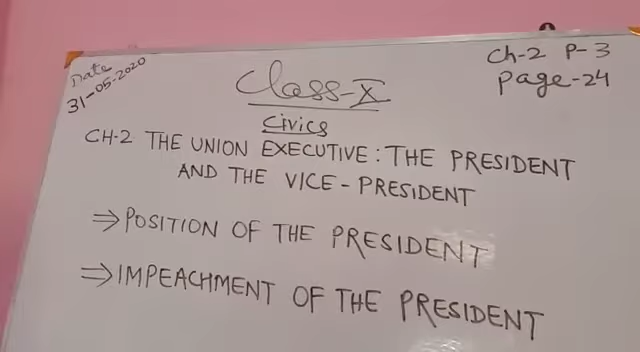 Date
31-05-2020
Ch-2 P-3
Page-24
Class-X
Civics
CH-2 THE UNION EXECUTIVE: THE PRESIDENT
AND THE VICE-PRESIDENT
⇒ POSITION OF THE PRESIDENT
⇒ IMPEACHMENT OF THE PRESIDENT